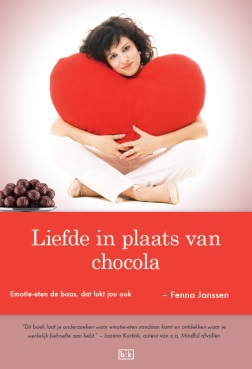 Liefde in plaats van
chocola
Emotie-eten de baas, dat lukt jou ook
– Fenna Janssen
"Dit boek laat je onderzoeken waar emotie-eten vandaan komt en ontdekken waar je
werkelijk behoefte aan hebt." – Joanna Kortink, auteur van o.a. Mindful afvallen
b|k